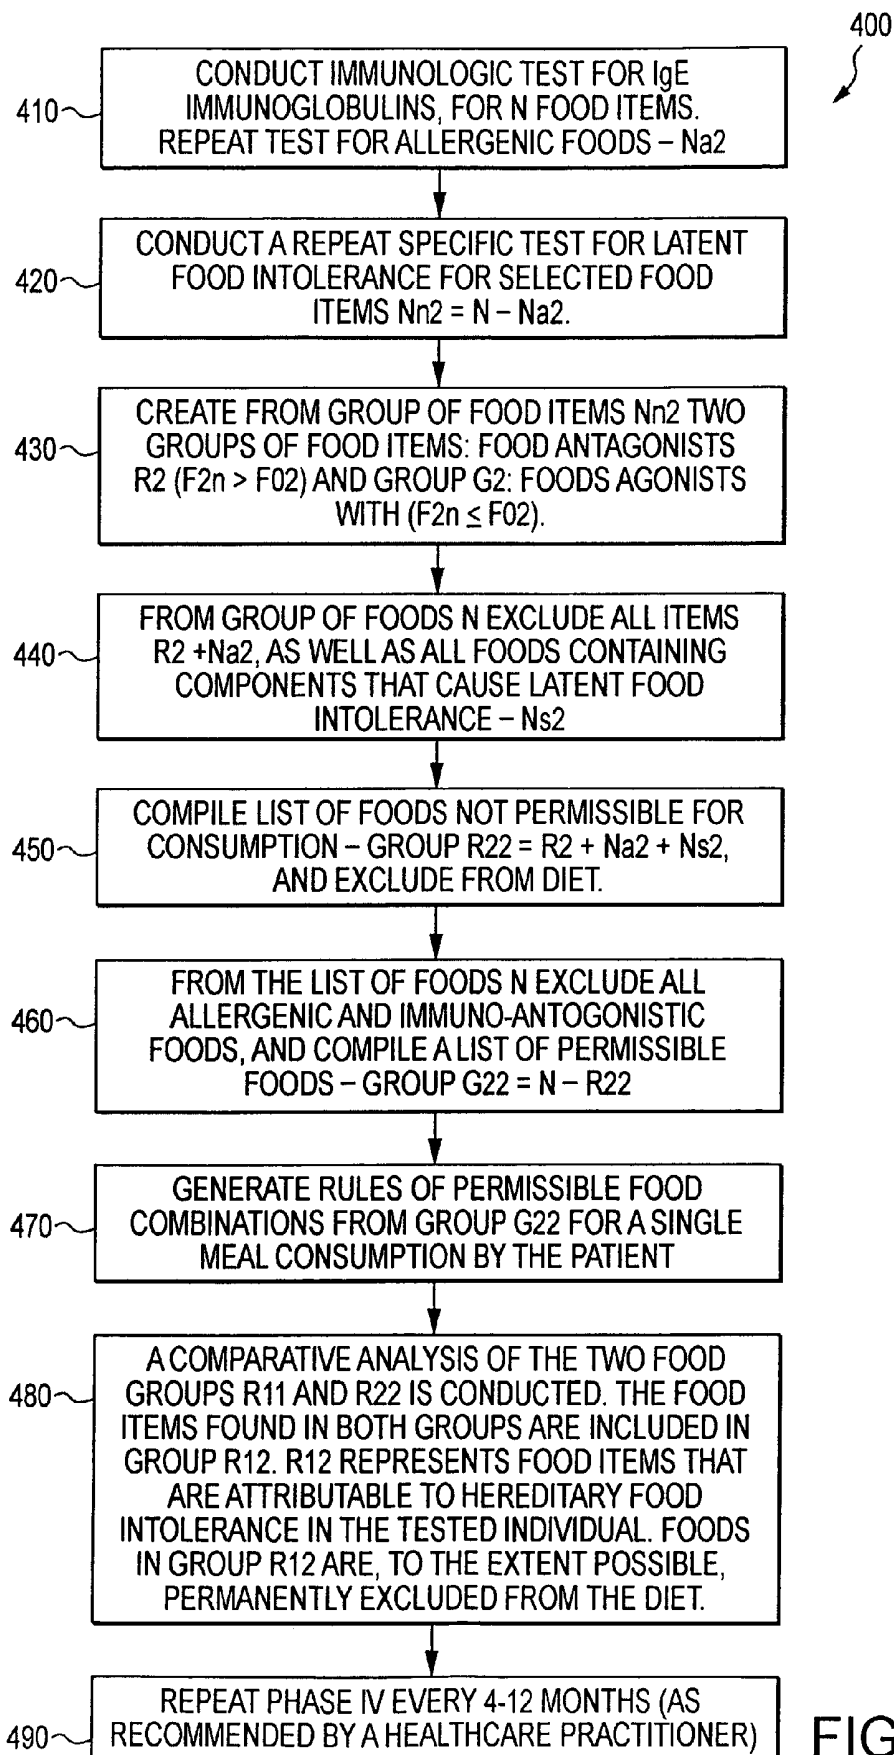 400
410
CONDUCT IMMUNOLOGIC TEST FOR IgE
IMMUNOGLOBULINS, FOR N FOOD ITEMS.
REPEAT TEST FOR ALLERGENIC FOODS – Na2
420
CONDUCT A REPEAT SPECIFIC TEST FOR LATENT
FOOD INTOLERANCE FOR SELECTED FOOD
ITEMS Nn2 = N – Na2.
430
CREATE FROM GROUP OF FOOD ITEMS Nn2 TWO
GROUPS OF FOOD ITEMS: FOOD ANTAGONISTS
R2 (F2n > F02) AND GROUP G2: FOODS AGONISTS
WITH (F2n ≤ F02).
440
FROM GROUP OF FOODS N EXCLUDE ALL ITEMS
R2 +Na2, AS WELL AS ALL FOODS CONTAINING
COMPONENTS THAT CAUSE LATENT FOOD
INTOLERANCE – Ns2
450
COMPILE LIST OF FOODS NOT PERMISSIBLE FOR
CONSUMPTION – GROUP R22 = R2 + Na2 + Ns2,
AND EXCLUDE FROM DIET.
460
FROM THE LIST OF FOODS N EXCLUDE ALL
ALLERGENIC AND IMMUNO-ANTOGONISTIC
FOODS, AND COMPILE A LIST OF PERMISSIBLE
FOODS – GROUP G22 = N – R22
470
GENERATE RULES OF PERMISSIBLE FOOD
COMBINATIONS FROM GROUP G22 FOR A SINGLE
MEAL CONSUMPTION BY THE PATIENT
480
A COMPARATIVE ANALYSIS OF THE TWO FOOD
GROUPS R11 AND R22 IS CONDUCTED. THE FOOD
ITEMS FOUND IN BOTH GROUPS ARE INCLUDED IN
GROUP R12. R12 REPRESENTS FOOD ITEMS THAT
ARE ATTRIBUTABLE TO HEREDITARY FOOD
INTOLERANCE IN THE TESTED INDIVIDUAL. FOODS
IN GROUP R12 ARE, TO THE EXTENT POSSIBLE,
PERMANENTLY EXCLUDED FROM THE DIET.
490
REPEAT PHASE IV EVERY 4-12 MONTHS (AS
RECOMMENDED BY A HEALTHCARE PRACTITIONER)
FIG